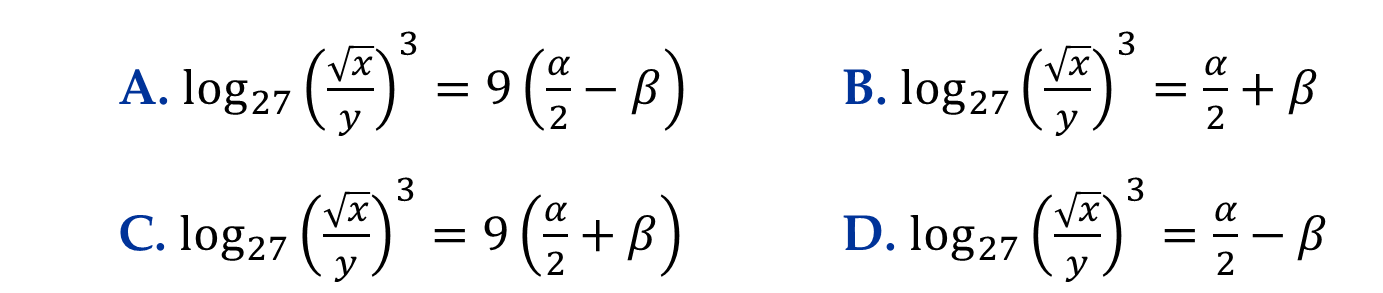 A. log₂₇ (√x/y)³ = 9 (α/2 − β) B. log₂₇ (√x/y)³ = α/2 + β
C. log₂₇ (√x/y)³ = 9 (α/2 + β) D. log₂₇ (√x/y)³ = α/2 − β